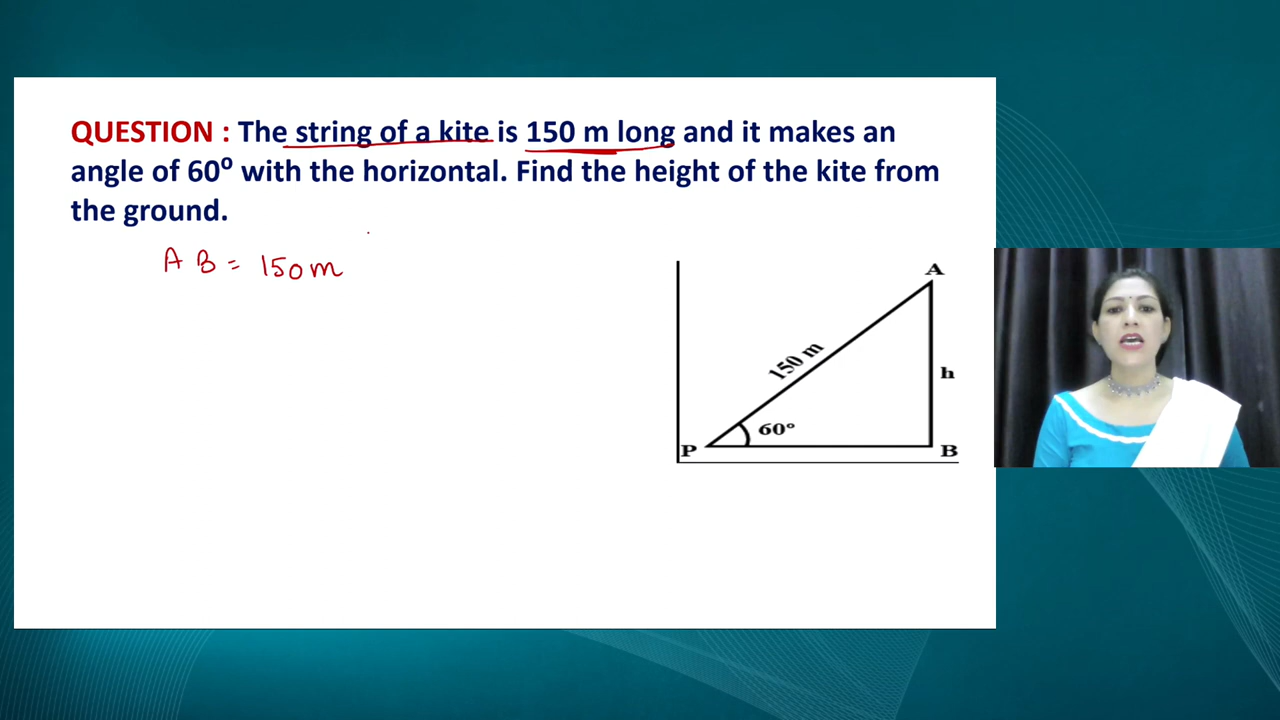 QUESTION : The string of a kite is 150 m long and it makes an
angle of 60⁰ with the horizontal. Find the height of the kite from
the ground.
AB = 150m
A
150 m
h
60°
P
B